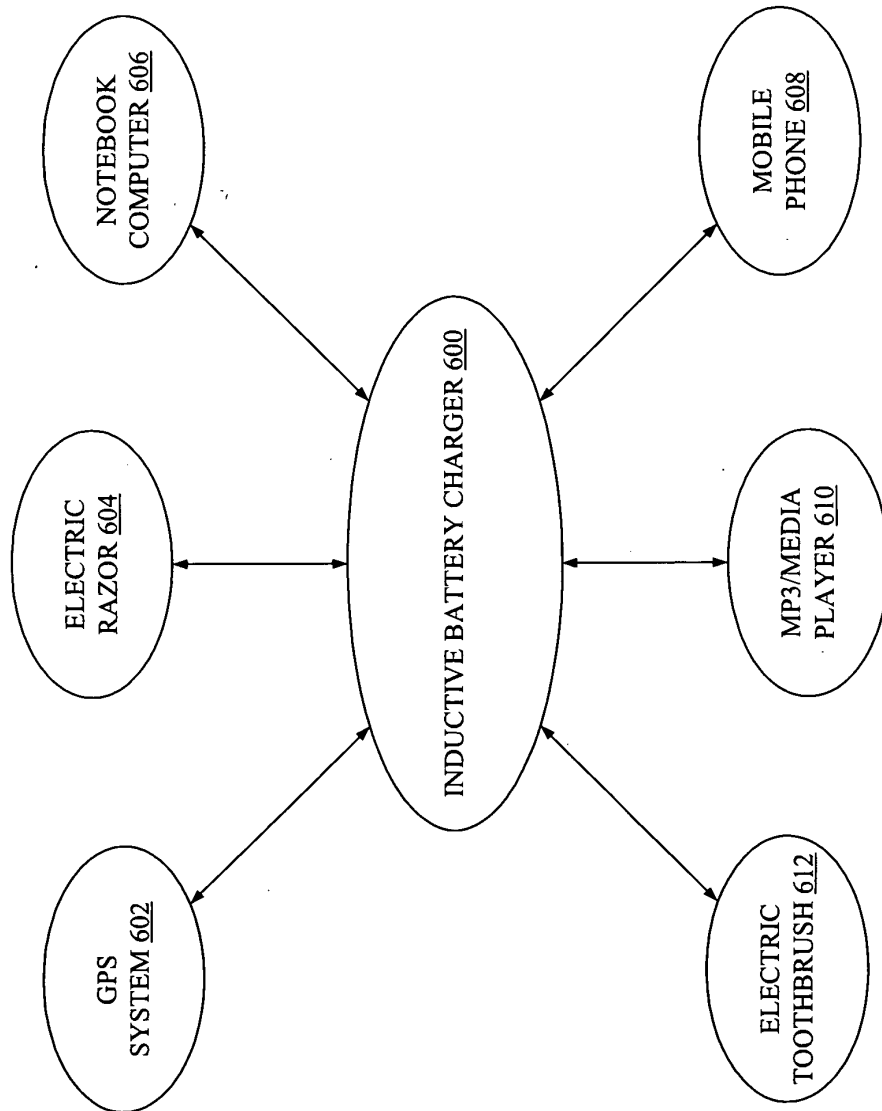 GPS
SYSTEM 602
ELECTRIC
RAZOR 604
NOTEBOOK
COMPUTER 606
INDUCTIVE BATTERY CHARGER 600
ELECTRIC
TOOTHBRUSH 612
MP3/MEDIA
PLAYER 610
MOBILE
PHONE 608